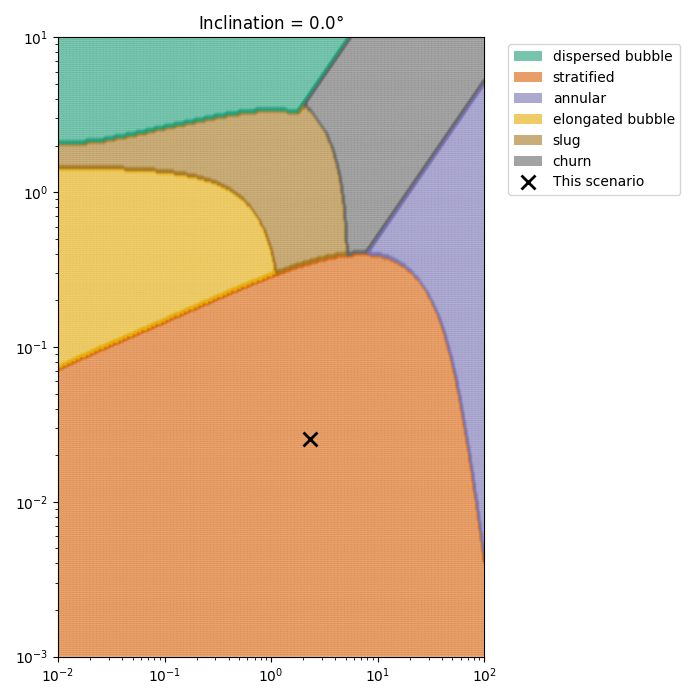 Inclination = 0.0°
dispersed bubble
stratified
annular
elongated bubble
slug
churn
This scenario
10¹
10⁰
10⁻¹
10⁻²
10⁻³
10⁻² 10⁻¹ 10⁰ 10¹ 10²